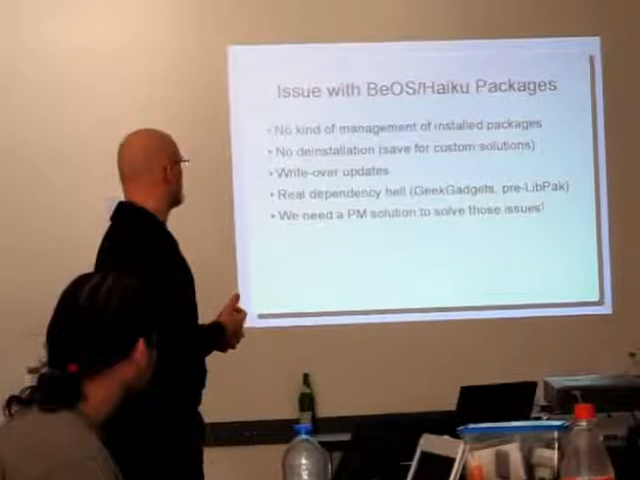 Issue with BeOS/Haiku Packages
• No kind of management of installed packages
• No deinstallation (save for custom solutions)
• Write-over updates
• Real dependency hell (GeekGadgets, pre-LibPak)
• We need a PM solution to solve those issues!